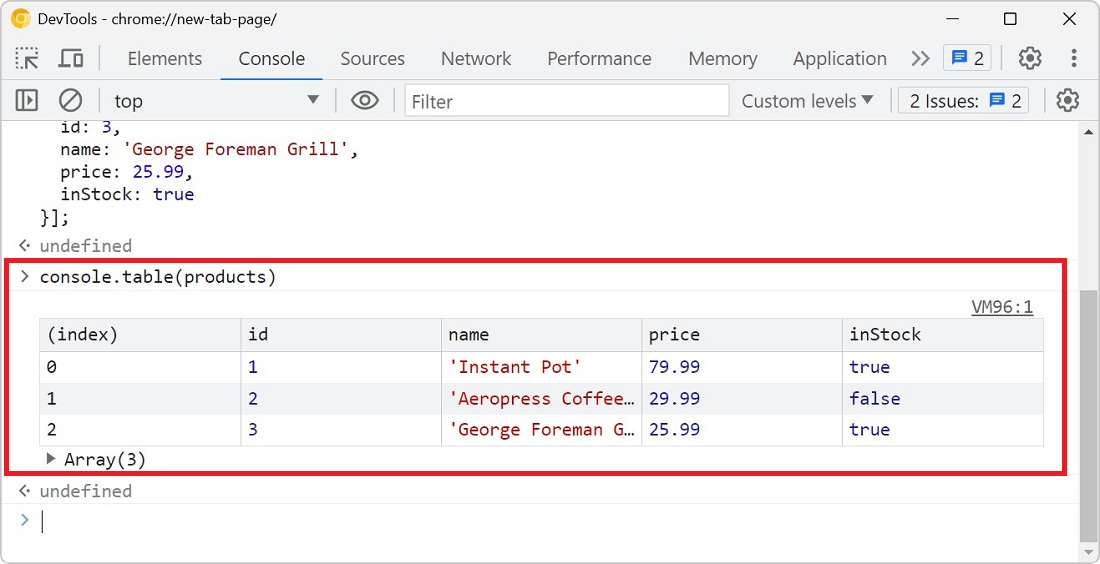 DevTools - chrome://new-tab-page/
Elements Console Sources Network Performance Memory Application 2
top Filter Custom levels 2 Issues: 2
id: 3,
name: 'George Foreman Grill',
price: 25.99,
inStock: true
}];
undefined
console.table(products)
VM96:1
(index) id name price inStock
0 1 'Instant Pot' 79.99 true
1 2 'Aeropress Coffee… 29.99 false
2 3 'George Foreman G… 25.99 true
Array(3)
undefined